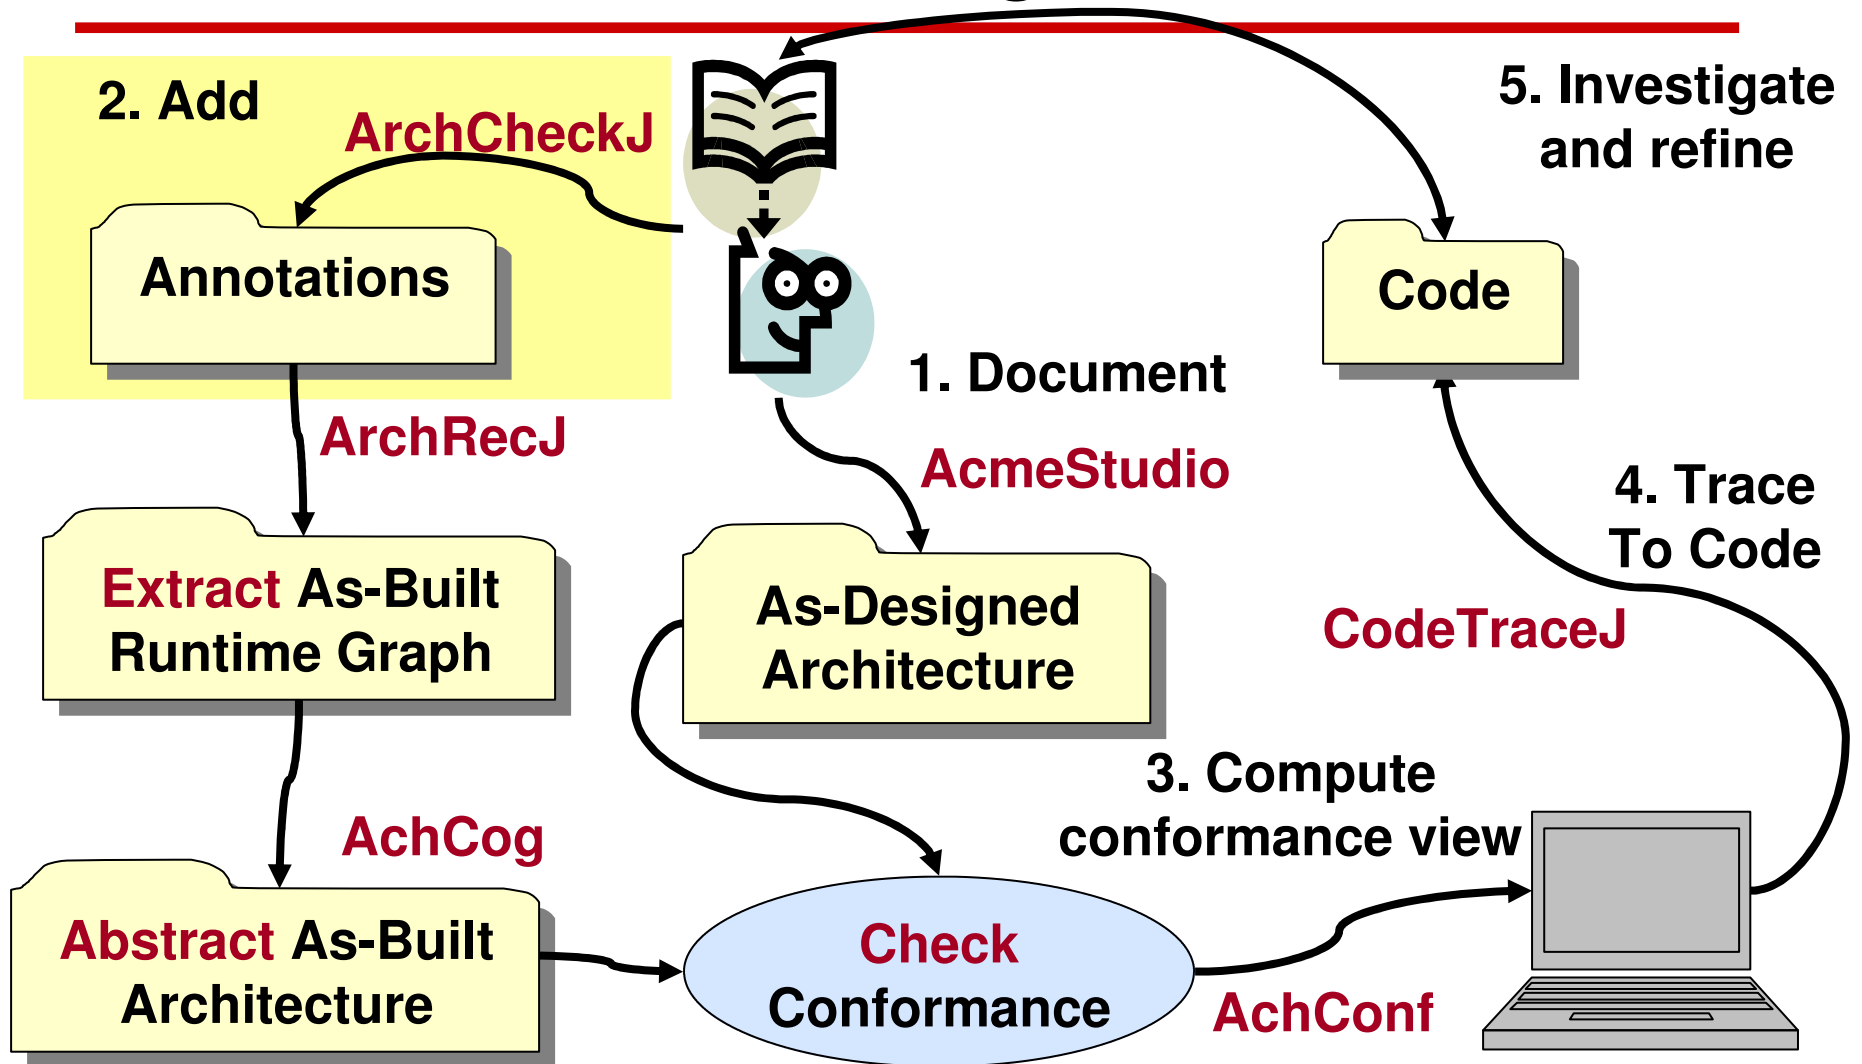 2. Add
ArchCheckJ
Annotations
ArchRecJ
Extract As-Built
Runtime Graph
AchCog
Abstract As-Built
Architecture
1. Document
AcmeStudio
As-Designed
Architecture
Check
Conformance
3. Compute
conformance view
AchConf
4. Trace
To Code
CodeTraceJ
Code
5. Investigate
and refine